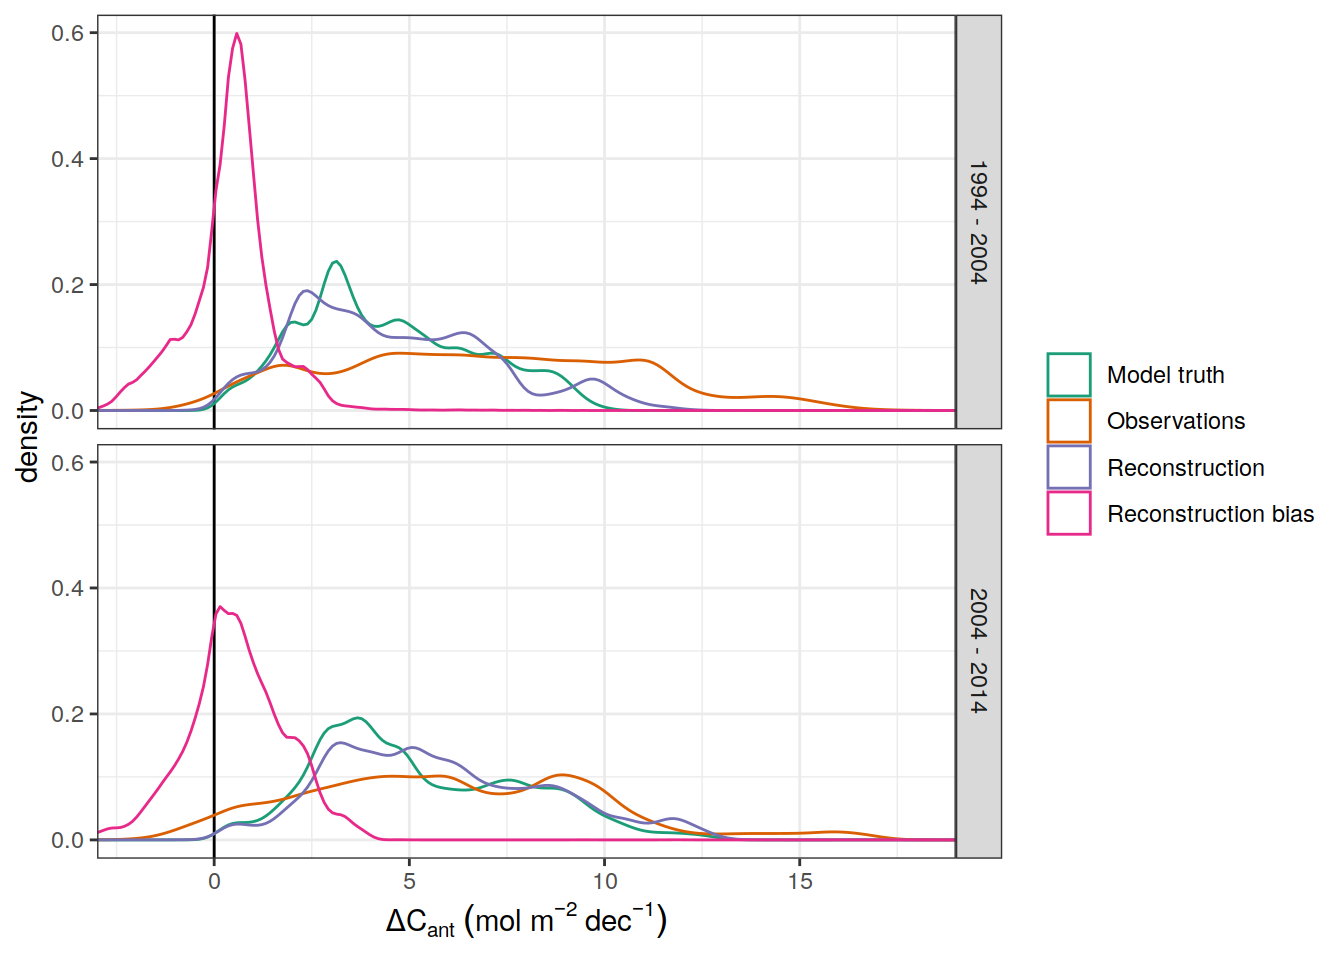 0.6
0.4
0.2
0.0
1994 - 2004
0.6
0.4
0.2
0.0
2004 - 2014
density
0 5 10 15
ΔCant (mol m−2 dec−1)
Model truth
Observations
Reconstruction
Reconstruction bias